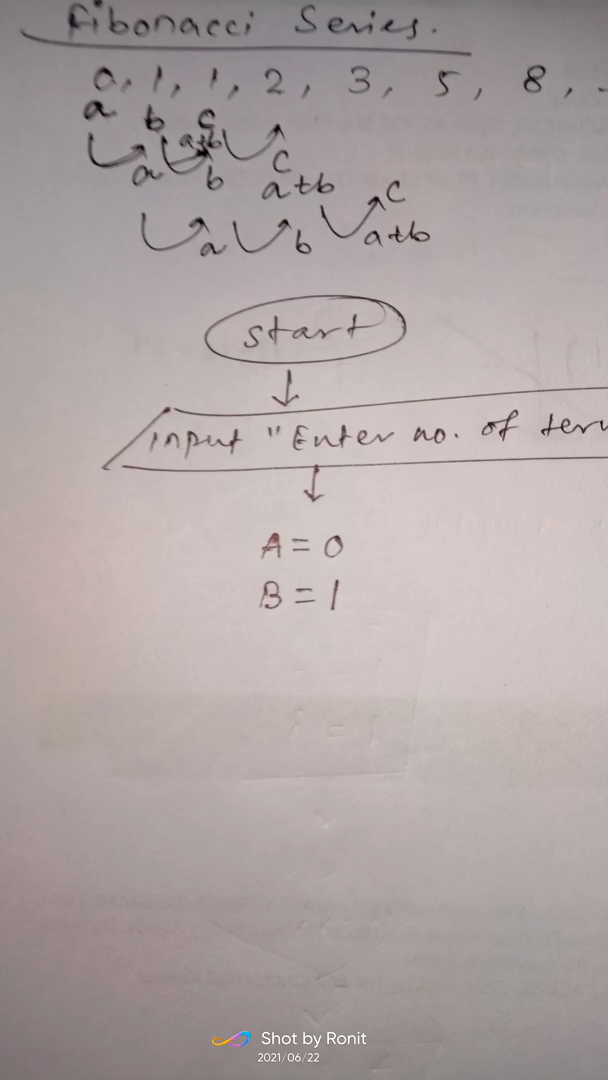 Fibonacci Series.
0, 1, 1, 2, 3, 5, 8,
a b c
a+b
a b c
a+b
a b c
a+b
start
input "Enter no. of
A = 0
B = 1
Shot by Ronit
2021/06/22